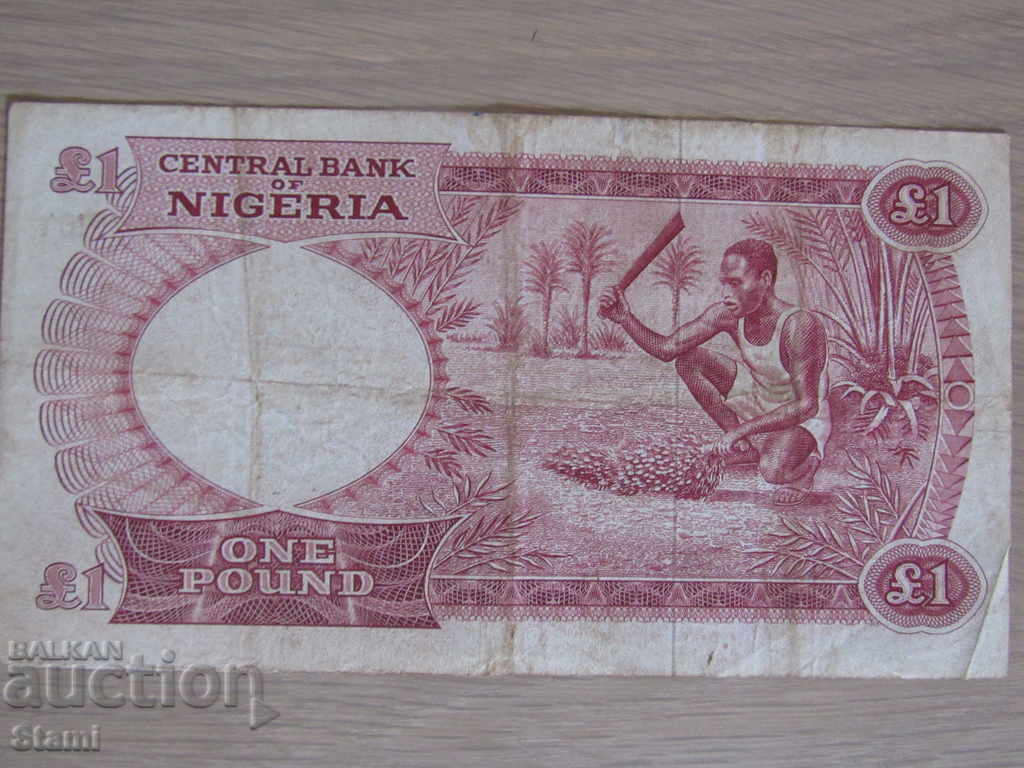 £1
CENTRAL BANK
OF
NIGERIA
£1
£1
ONE
POUND
£1
BALKAN
auction
Stami